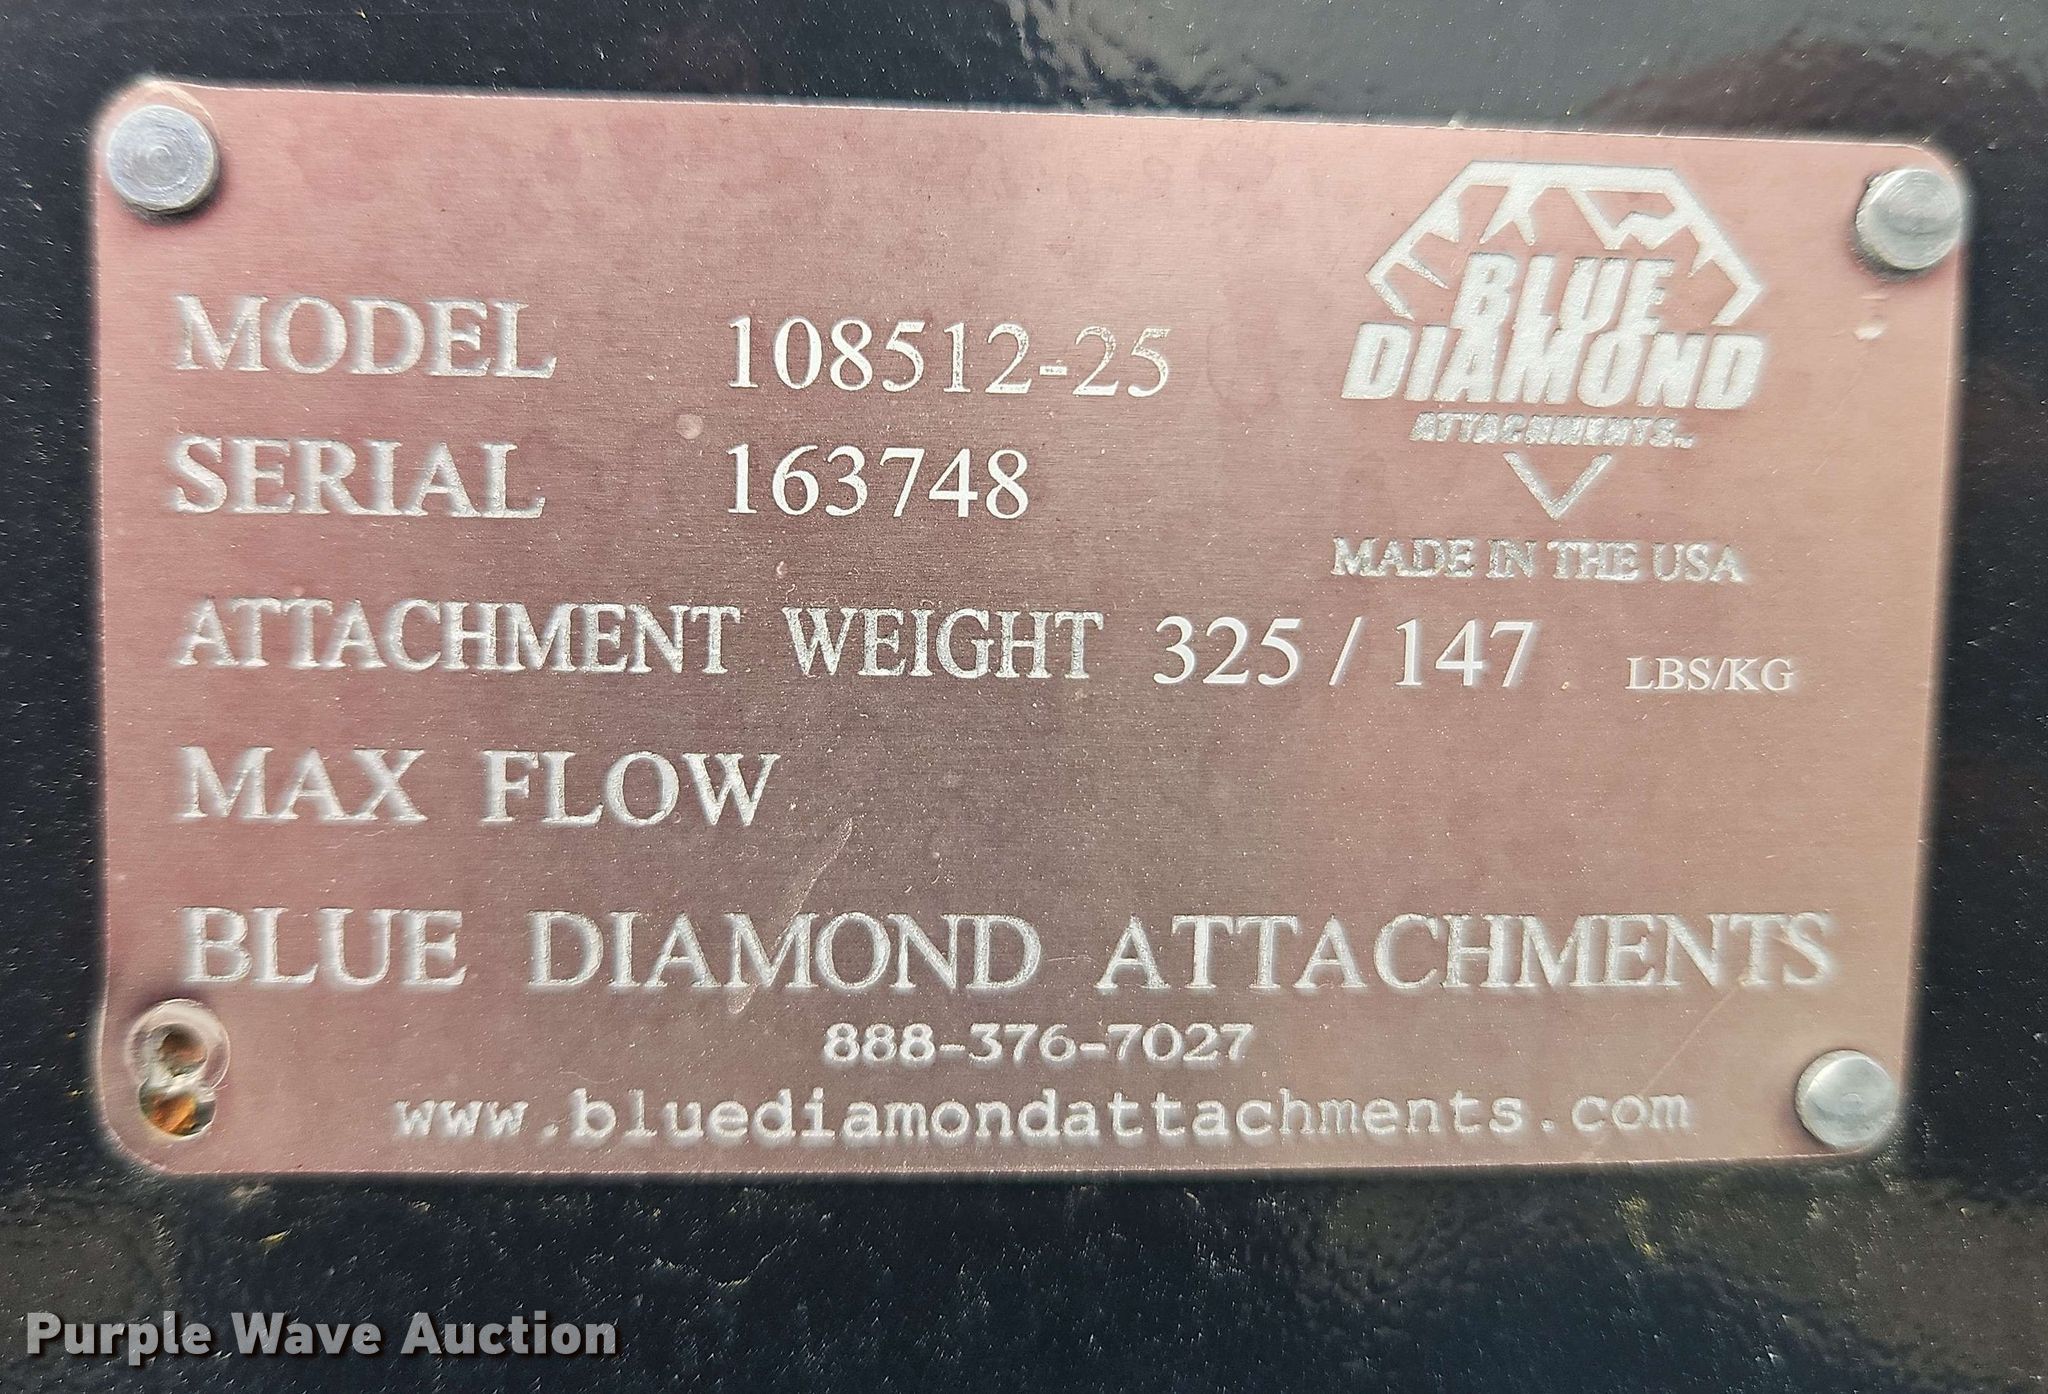 BLUE
DIAMOND
ATTACHMENTS
MODEL 108512-25
SERIAL 163748
MADE IN THE USA
ATTACHMENT WEIGHT 325 / 147 LBS/KG
MAX FLOW
BLUE DIAMOND ATTACHMENTS
888-376-7027
www.bluediamondattachments.com
Purple Wave Auction